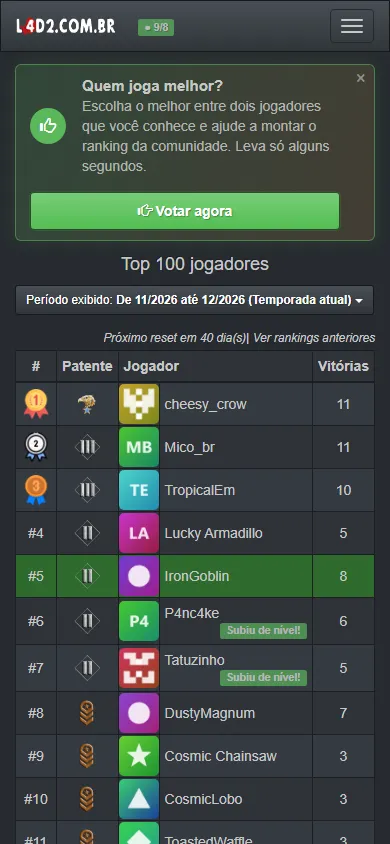 L4D2.COM.BR
9/8
×
Quem joga melhor?
Escolha o melhor entre dois jogadores
que você conhece e ajude a montar o
ranking da comunidade. Leva só alguns
segundos.
Votar agora
Top 100 jogadores
Período exibido: De 11/2026 até 12/2026 (Temporada atual)
Próximo reset em 40 dia(s)| Ver rankings anteriores
# Patente Jogador Vitórias
1 cheesy_crow 11
2 MB Mico_br 11
3 TE TropicalEm 10
#4 LA Lucky Armadillo 5
#5 IronGoblin 8
#6 P4 P4nc4ke 6
Subiu de nível!
#7 Tatuzinho 5
Subiu de nível!
#8 DustyMagnum 7
#9 Cosmic Chainsaw 3
#10 CosmicLobo 3
#11 ToastedWaffle 3